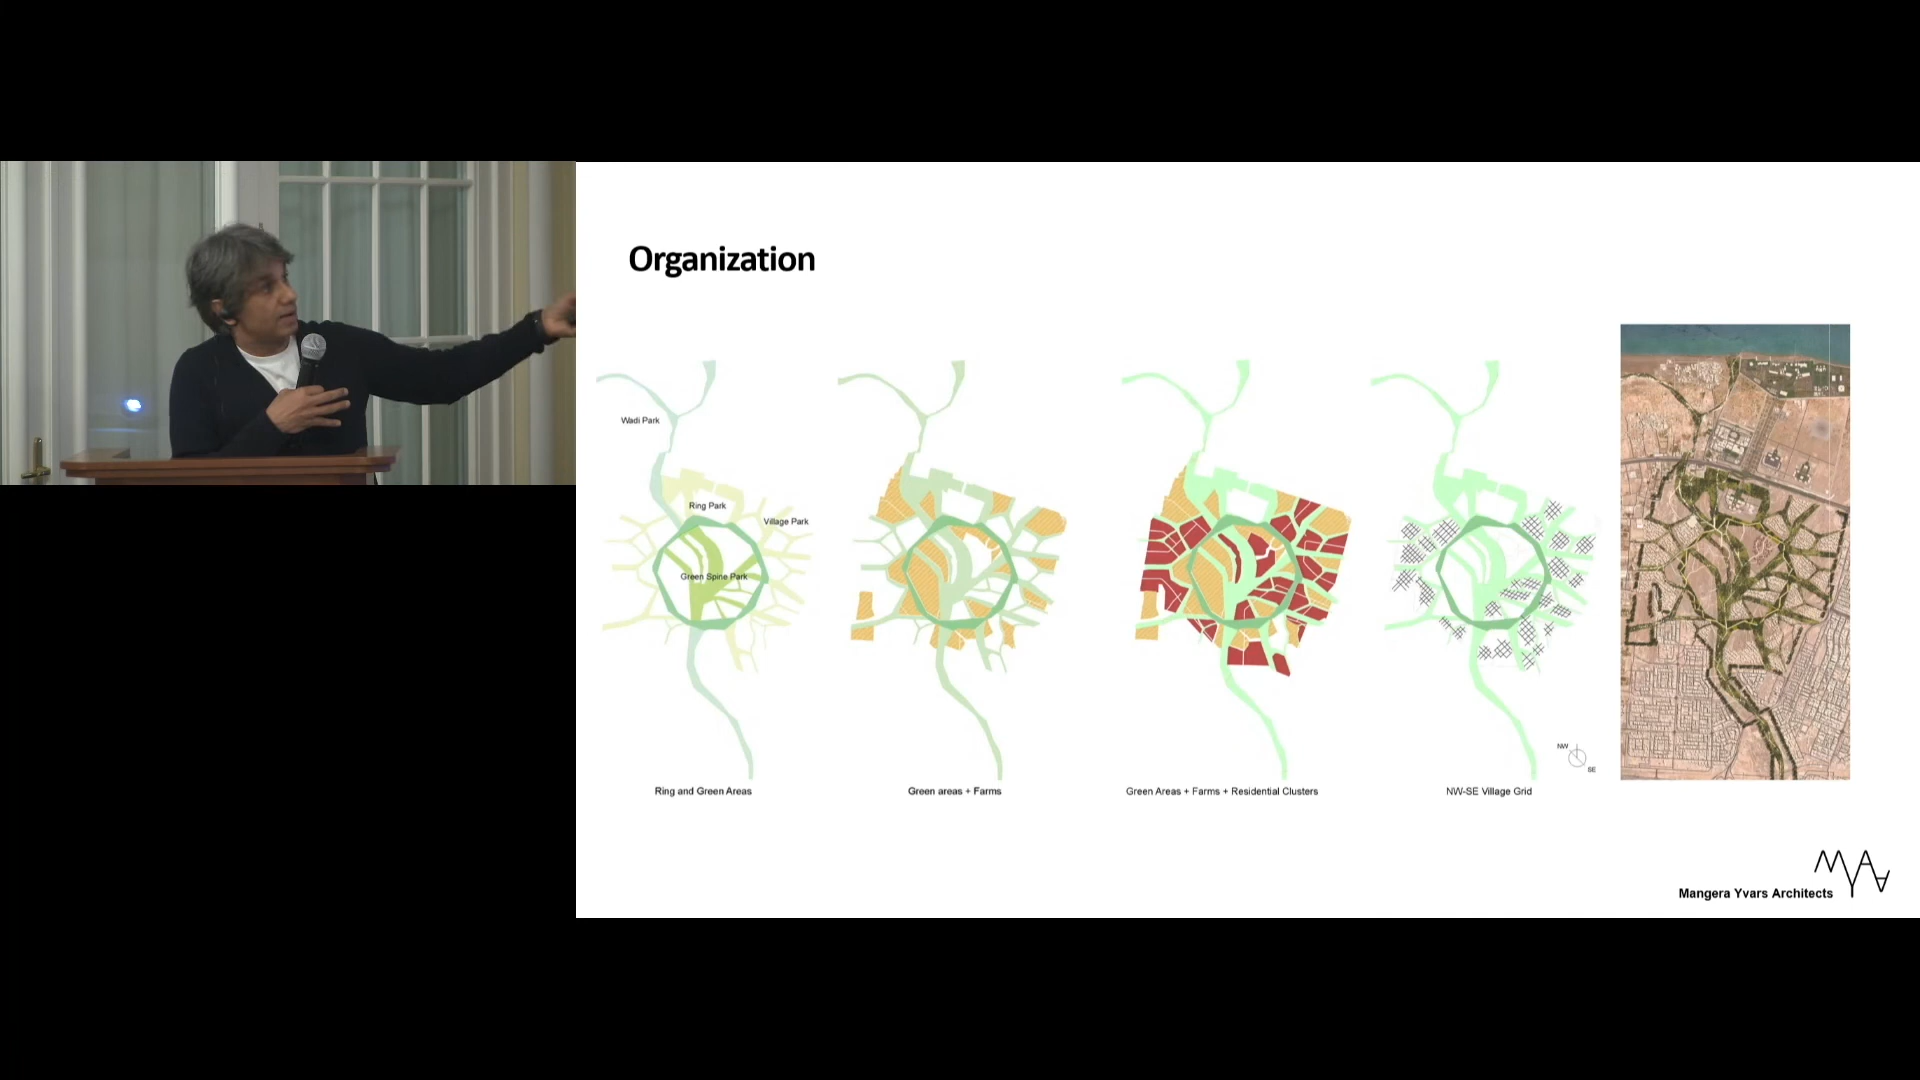 Organization
Wadi Park
Ring Park
Village Park
Green Spine Park
NW
SE
Ring and Green Areas
Green areas + Farms
Green Areas + Farms + Residential Clusters
NW-SE Village Grid
MYAA
Mangera Yvars Architects